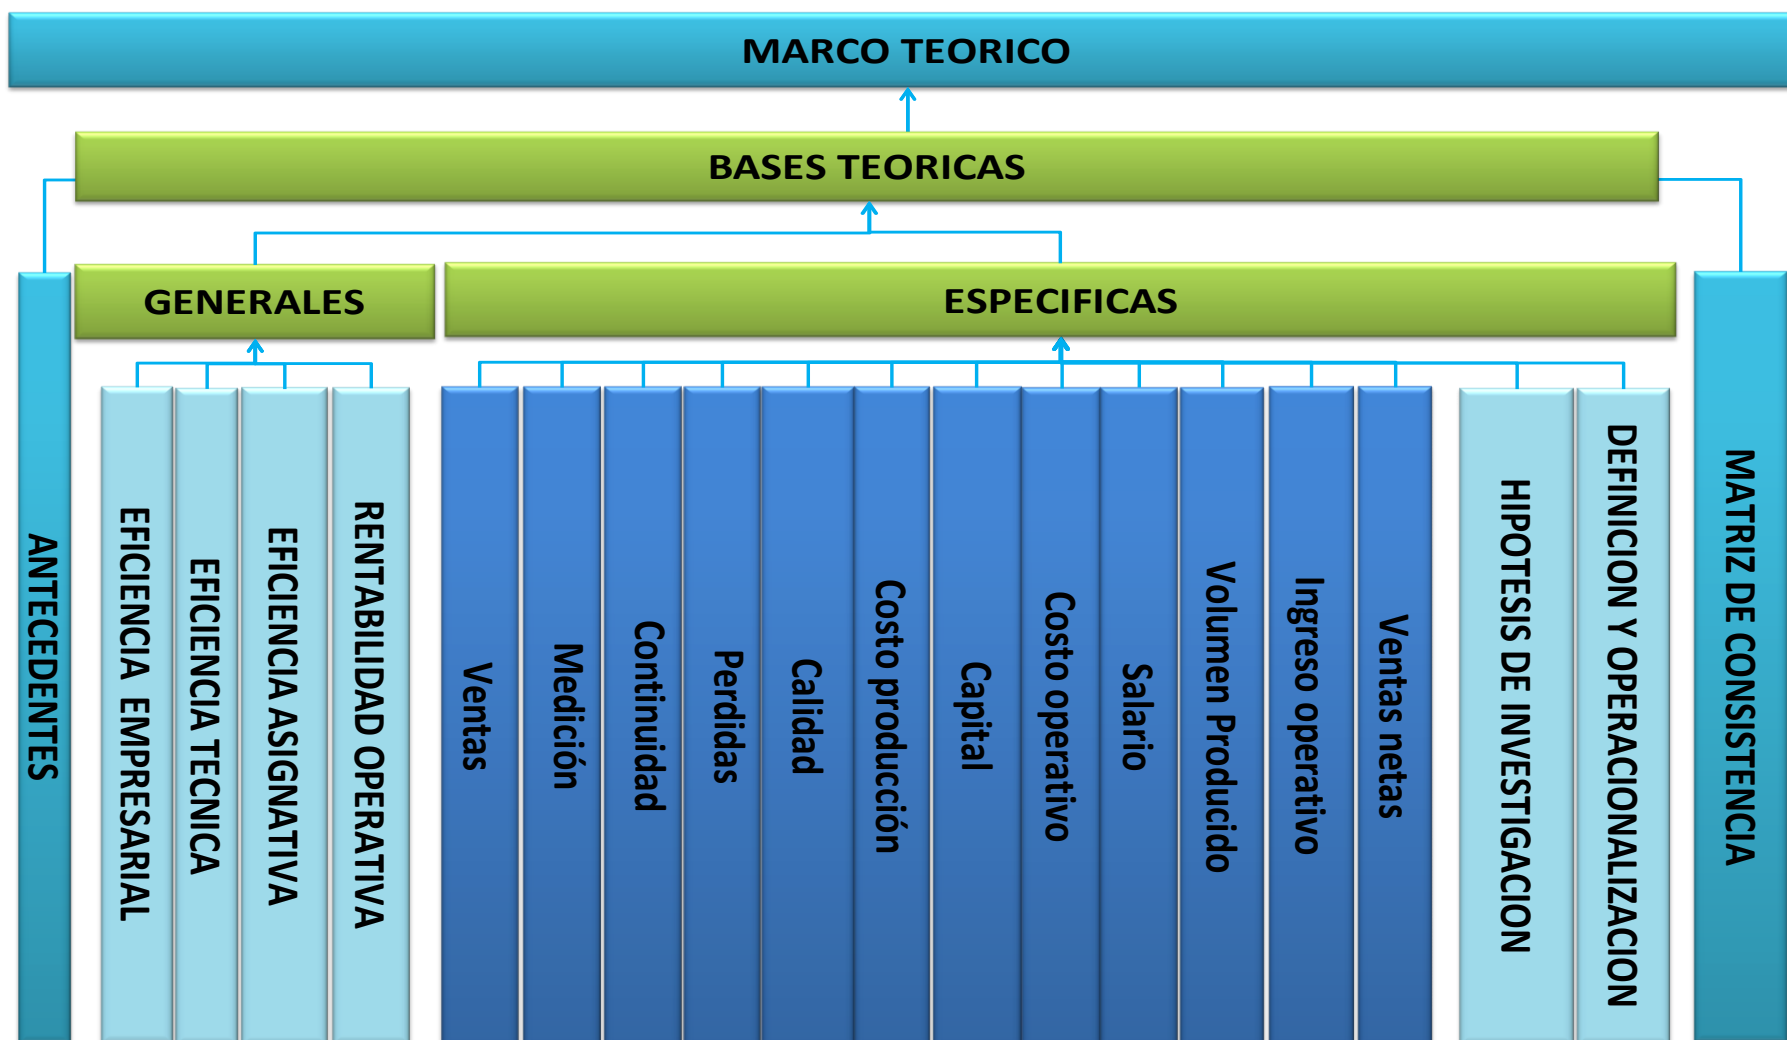 MARCO TEORICO
BASES TEORICAS
GENERALES
ESPECIFICAS
ANTECEDENTES
EFICIENCIA EMPRESARIAL
EFICIENCIA TECNICA
EFICIENCIA ASIGNATIVA
RENTABILIDAD OPERATIVA
Ventas
Medición
Continuidad
Perdidas
Calidad
Costo producción
Capital
Costo operativo
Salario
Volumen Producido
Ingreso operativo
Ventas netas
HIPOTESIS DE INVESTIGACION
DEFINICION Y OPERACIONALIZACION
MATRIZ DE CONSISTENCIA